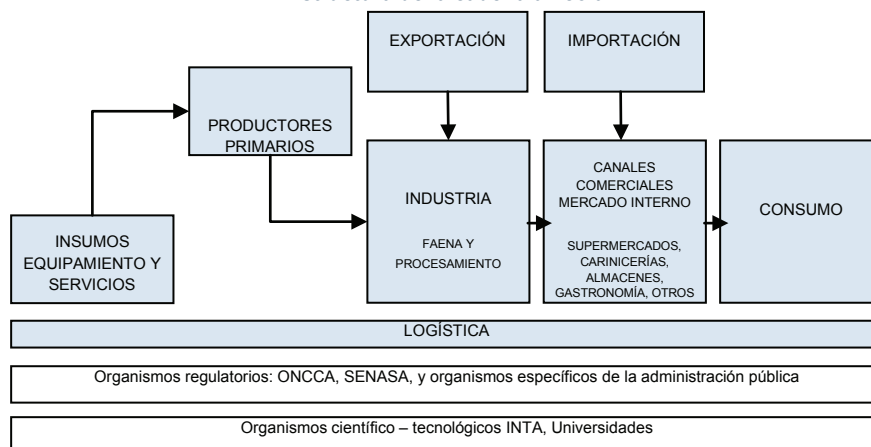 EXPORTACIÓN
IMPORTACIÓN
PRODUCTORES
PRIMARIOS
INDUSTRIA
FAENA Y
PROCESAMIENTO
CANALES
COMERCIALES
MERCADO INTERNO
SUPERMERCADOS,
CARINICERÍAS,
ALMACENES,
GASTRONOMÍA, OTROS
CONSUMO
INSUMOS
EQUIPAMIENTO Y
SERVICIOS
LOGÍSTICA
Organismos regulatorios: ONCCA, SENASA, y organismos específicos de la administración pública
Organismos científico – tecnológicos INTA, Universidades